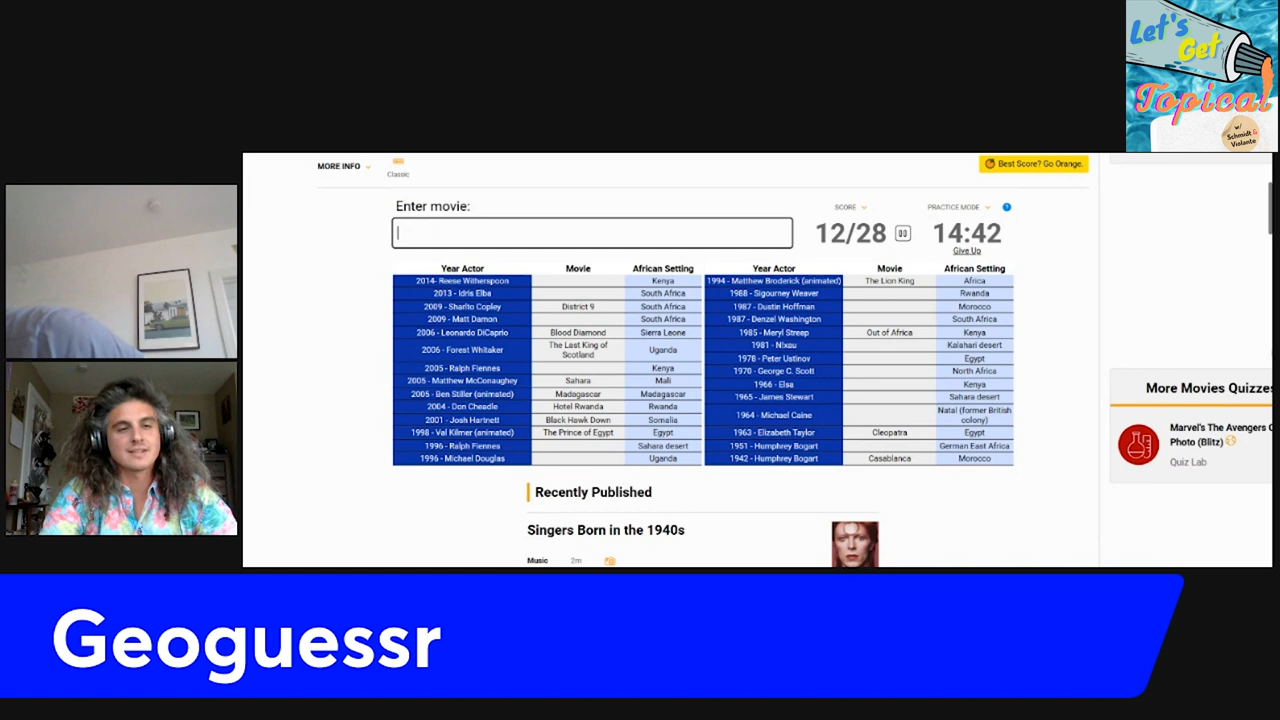 Let's
Get
Topical
w/
Schmidt &
Violante
MORE INFO
Classic
Best Score? Go Orange.
Enter movie:
SCORE
PRACTICE MODE
?
12/28
14:42
Give Up
Year Actor Movie African Setting
2014- Reese Witherspoon Kenya
2013 - Idris Elba South Africa
2009 - Sharlto Copley District 9 South Africa
2009 - Matt Damon South Africa
2006 - Leonardo DiCaprio Blood Diamond Sierra Leone
2006 - Forest Whitaker The Last King of Scotland Uganda
2005 - Ralph Fiennes Kenya
2005 - Matthew McConaughey Sahara Mali
2005 - Ben Stiller (animated) Madagascar Madagascar
2004 - Don Cheadle Hotel Rwanda Rwanda
2001 - Josh Hartnett Black Hawk Down Somalia
1998 - Val Kilmer (animated) The Prince of Egypt Egypt
1996 - Ralph Fiennes Sahara desert
1996 - Michael Douglas Uganda
Year Actor Movie African Setting
1994 - Matthew Broderick (animated) The Lion King Africa
1988 - Sigourney Weaver Rwanda
1987 - Dustin Hoffman Morocco
1987 - Denzel Washington South Africa
1985 - Meryl Streep Out of Africa Kenya
1981 - N!xau Kalahari desert
1978 - Peter Ustinov Egypt
1970 - George C. Scott North Africa
1966 - Elsa Kenya
1965 - James Stewart Sahara desert
1964 - Michael Caine Natal (former British colony)
1963 - Elizabeth Taylor Cleopatra Egypt
1951 - Humphrey Bogart German East Africa
1942 - Humphrey Bogart Casablanca Morocco
More Movies Quizzes
Marvel's The Avengers
Photo (Blitz)
Quiz Lab
Recently Published
Singers Born in the 1940s
Music 2m
Geoguessr